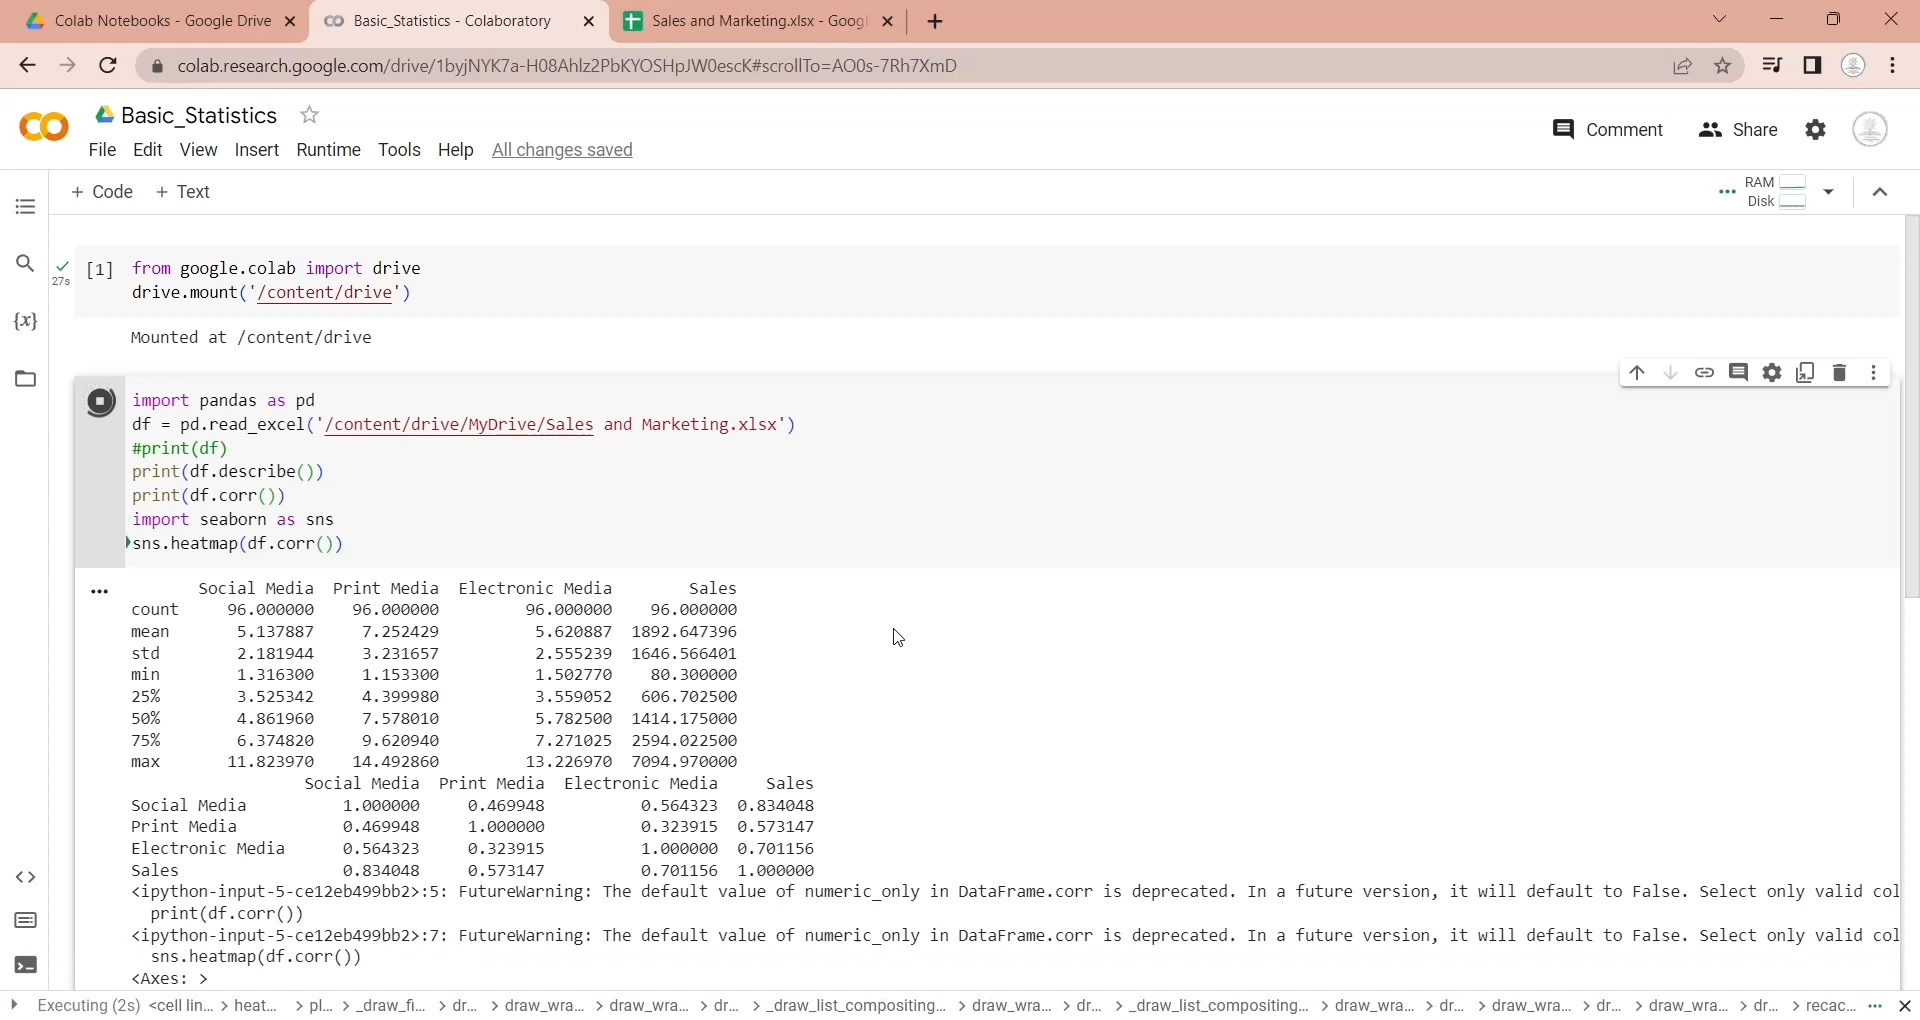 Colab Notebooks - Google Drive
Basic_Statistics - Colaboratory
Sales and Marketing.xlsx - Googl
colab.research.google.com/drive/1byjNYK7a-H08Ahlz2PbKYOSHpJW0escK#scrollTo=AO0s-7Rh7XmD
Basic_Statistics
File Edit View Insert Runtime Tools Help All changes saved
Comment
Share
+ Code + Text
RAM
Disk
27s
[1] from google.colab import drive
drive.mount('/content/drive')
Mounted at /content/drive
{x}
import pandas as pd
df = pd.read_excel('/content/drive/MyDrive/Sales and Marketing.xlsx')
#print(df)
print(df.describe())
print(df.corr())
import seaborn as sns
sns.heatmap(df.corr())
Social Media Print Media Electronic Media Sales
count 96.000000 96.000000 96.000000 96.000000
mean 5.137887 7.252429 5.620887 1892.647396
std 2.181944 3.231657 2.555239 1646.566401
min 1.316300 1.153300 1.502770 80.300000
25% 3.525342 4.399980 3.559052 606.702500
50% 4.861960 7.578010 5.782500 1414.175000
75% 6.374820 9.620940 7.271025 2594.022500
max 11.823970 14.492860 13.226970 7094.970000
Social Media Print Media Electronic Media Sales
Social Media 1.000000 0.469948 0.564323 0.834048
Print Media 0.469948 1.000000 0.323915 0.573147
Electronic Media 0.564323 0.323915 1.000000 0.701156
Sales 0.834048 0.573147 0.701156 1.000000
<ipython-input-5-ce12eb499bb2>:5: FutureWarning: The default value of numeric_only in DataFrame.corr is deprecated. In a future version, it will default to False. Select only valid col
print(df.corr())
<ipython-input-5-ce12eb499bb2>:7: FutureWarning: The default value of numeric_only in DataFrame.corr is deprecated. In a future version, it will default to False. Select only valid col
sns.heatmap(df.corr())
<Axes: >
Executing (2s) <cell lin... > heat... > pl... > _draw_fi... > dr... > draw_wra... > draw_wra... > dr... > _draw_list_compositing... > draw_wra... > dr... > _draw_list_compositing... > draw_wra... > dr... > draw_wra... > dr... > draw_wra... > dr... > recac... ...